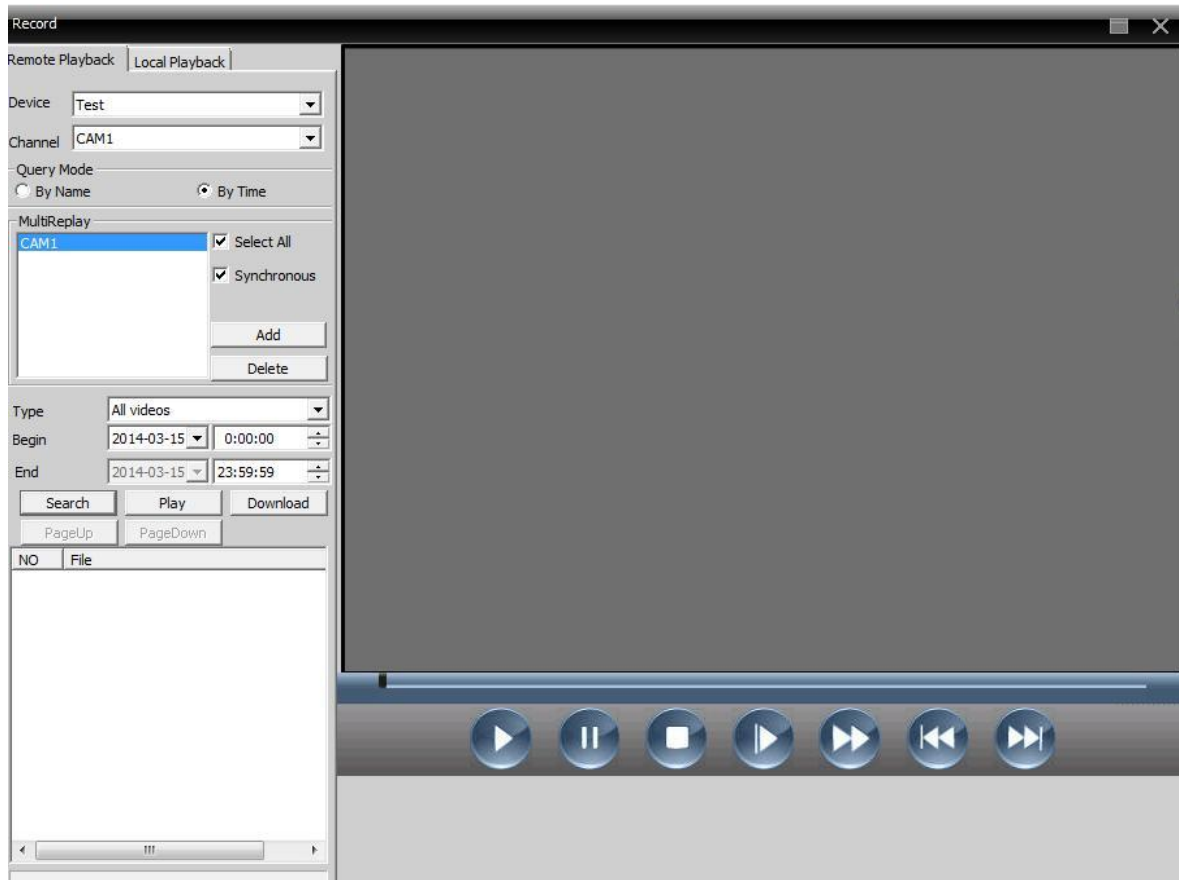 Record
Remote Playback Local Playback
Device Test
Channel CAM1
Query Mode
By Name By Time
MultiReplay
CAM1 Select All
Synchronous
Add
Delete
Type All videos
Begin 2014-03-15 0:00:00
End 2014-03-15 23:59:59
Search Play Download
PageUp PageDown
NO File